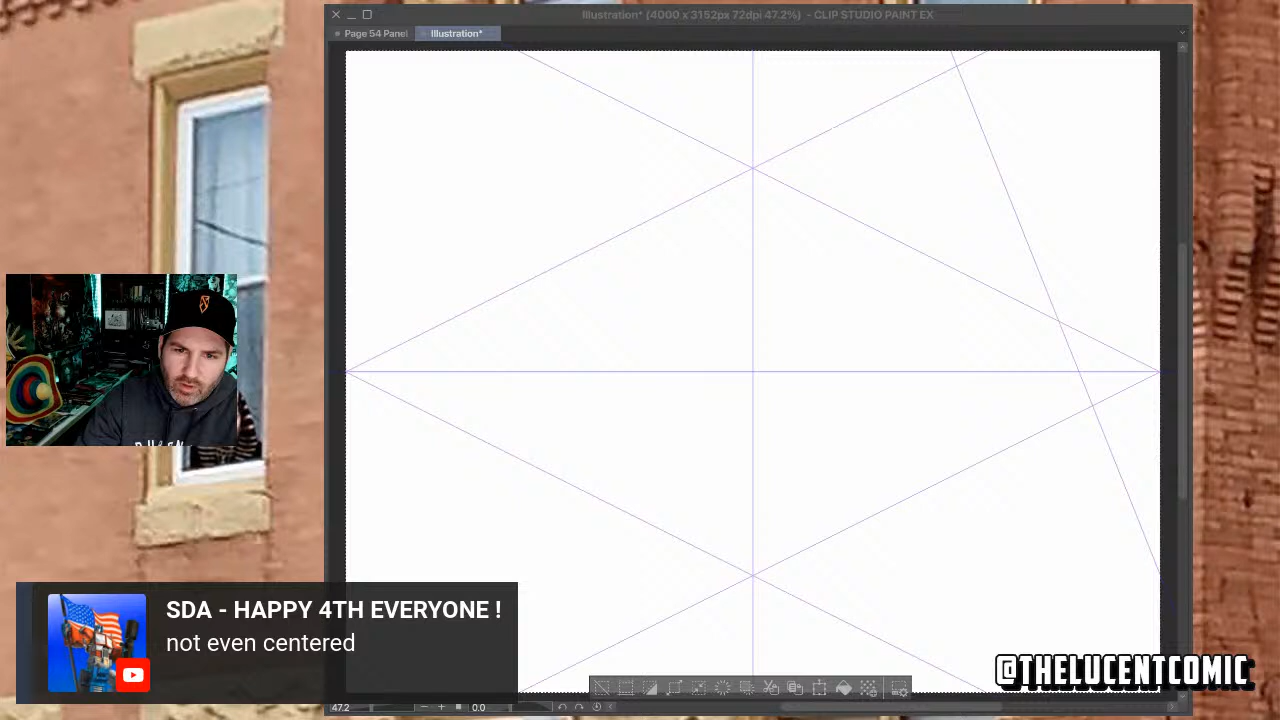 Illustration* (4000 x 3152px 72dpi 47.2%) - CLIP STUDIO PAINT EX
Page 54 Panel
Illustration*
SDA - HAPPY 4TH EVERYONE !
not even centered
@THELUCENTCOMIC
47.2
0.0